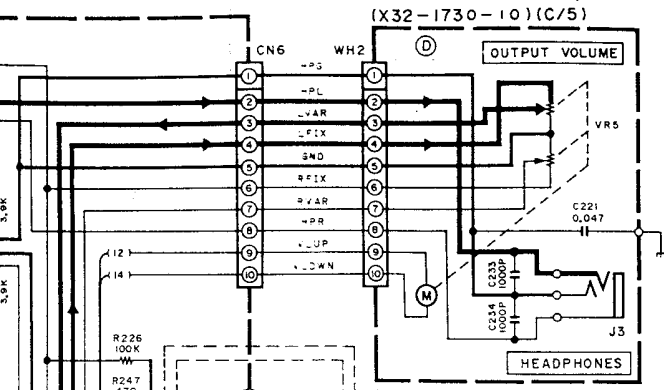 (X32-1730-10)(C/5)
CN6
WH2
D
OUTPUT VOLUME
1
HPG
1
2
HPL
2
3
LVAR
3
4
LFIX
4
5
GND
5
6
RFIX
6
7
RVAR
7
8
HPR
8
9
VLUP
9
10
VLDWN
10
VR5
C221
0.047
3.9K
12
14
3.9K
M
C233
1000P
C234
1000P
J3
R226
100K
R247
HEADPHONES